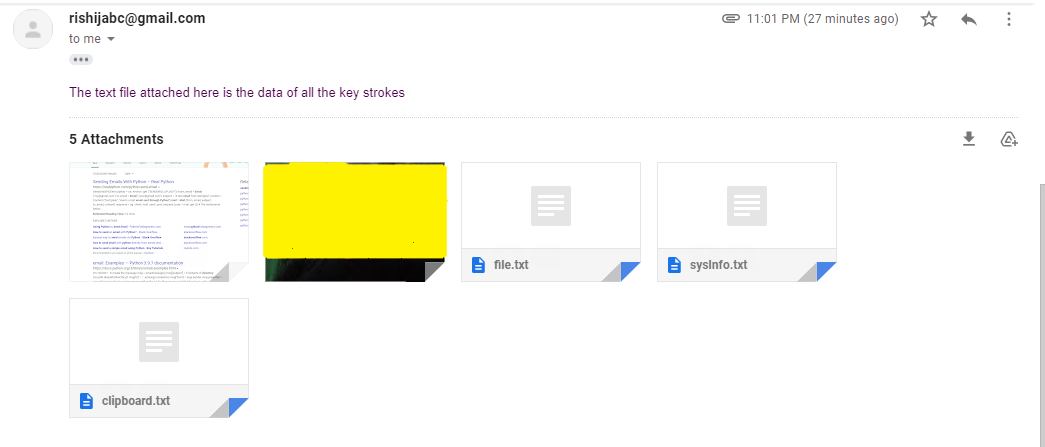 rishijabc@gmail.com
11:01 PM (27 minutes ago)
to me
The text file attached here is the data of all the key strokes
5 Attachments
Sending Emails With Python – Real Python
email: Examples — Python 3.9.7 documentation
file.txt
sysInfo.txt
clipboard.txt